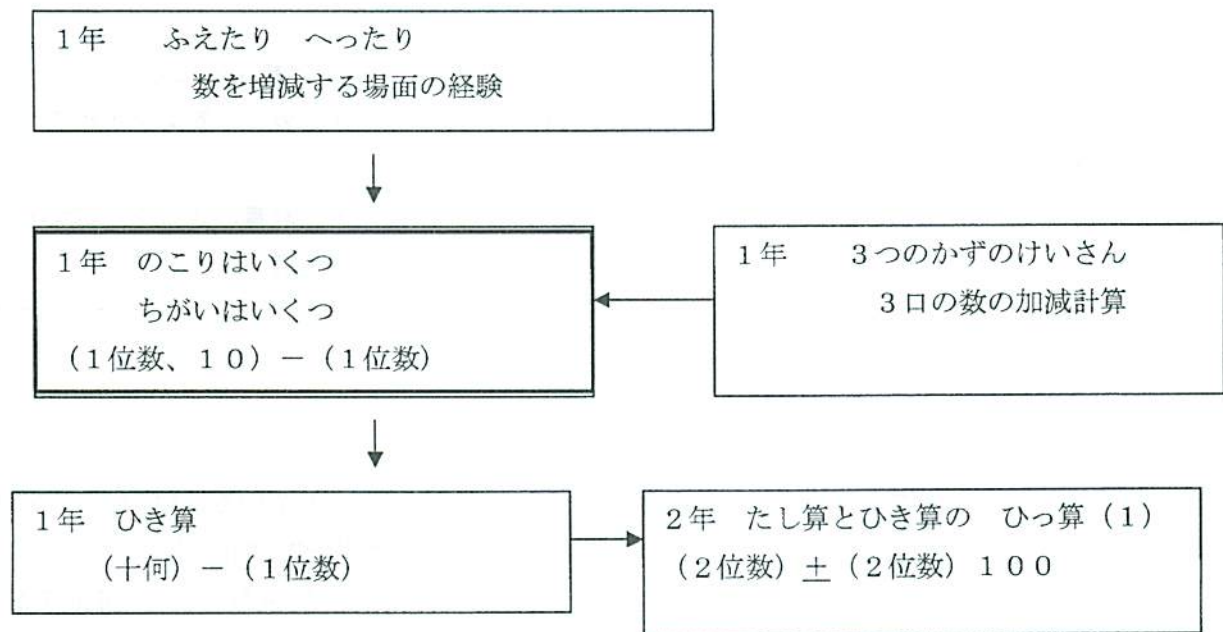 1年　ふえたり　へったり
数を増減する場面の経験
1年　のこりはいくつ
ちがいはいくつ
(1位数、10)－(1位数)
1年　3つのかずのけいさん
3口の数の加減計算
1年　ひき算
(十何)－(1位数)
2年　たし算とひき算の　ひっ算(1)
(2位数)±(2位数)100